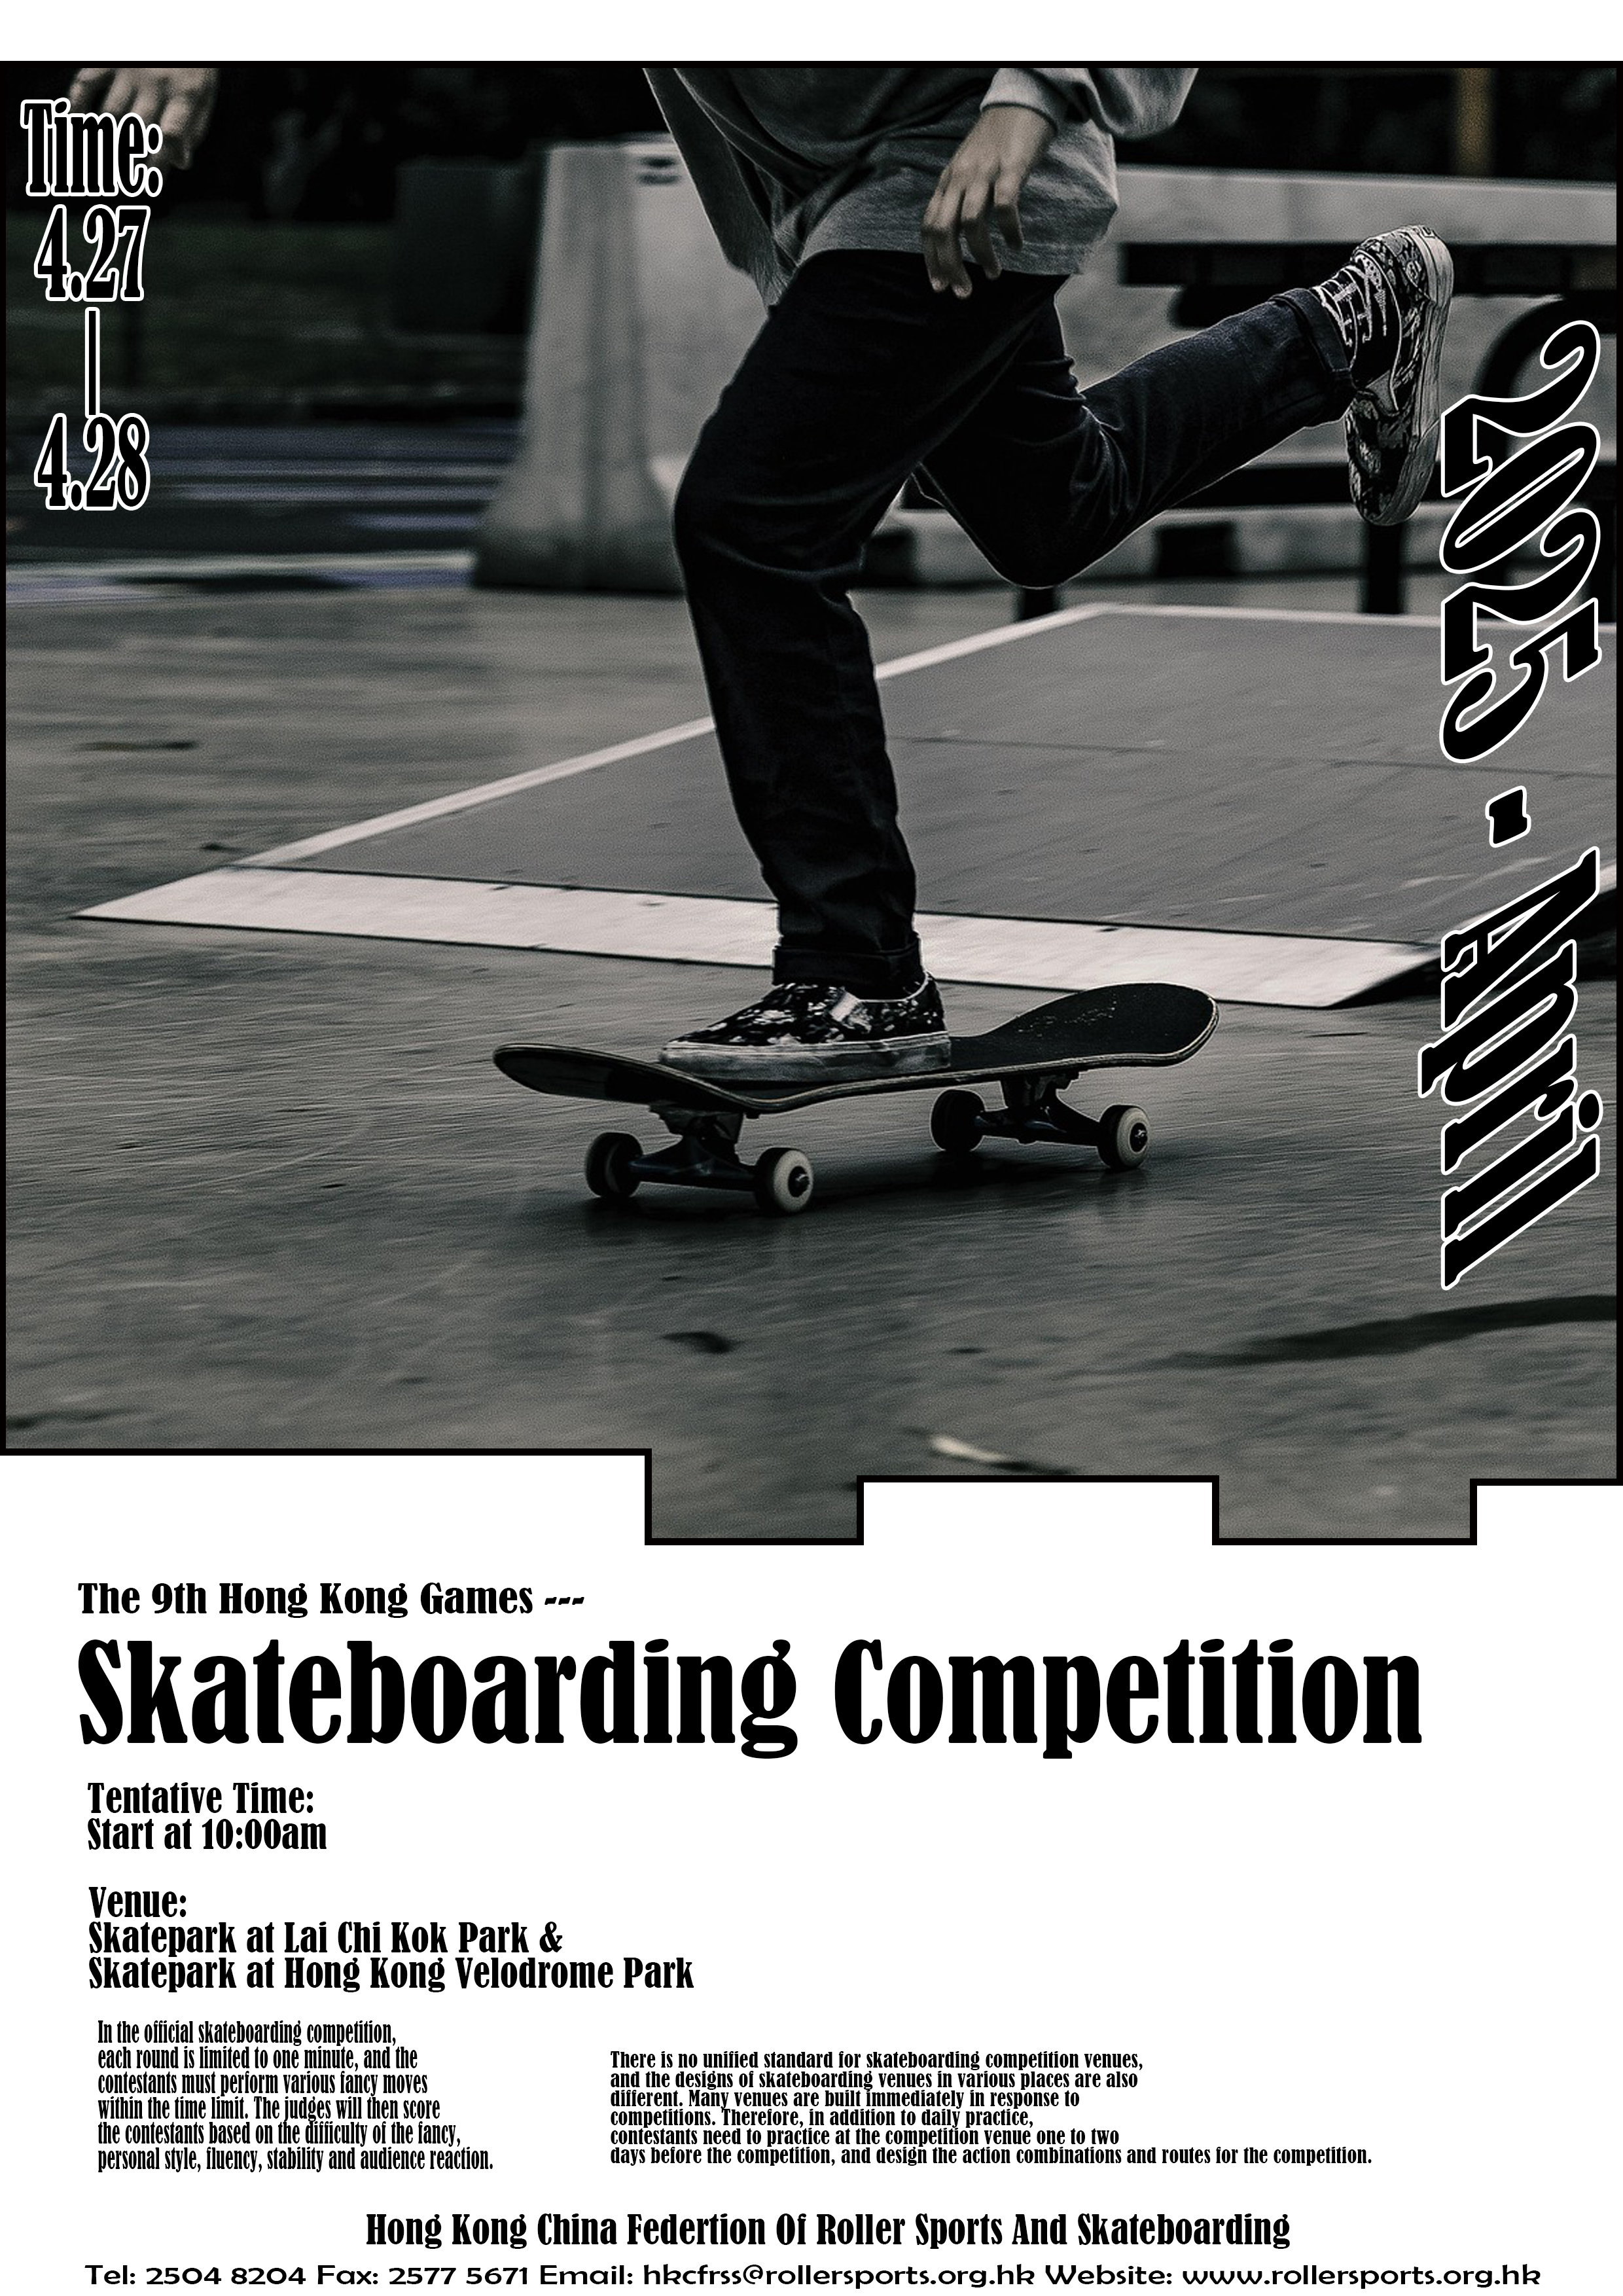 Time:
4.27
|
4.28
2025 - April
The 9th Hong Kong Games ---
Skateboarding Competition
Tentative Time:
Start at 10:00am
Venue:
Skatepark at Lai Chi Kok Park &
Skatepark at Hong Kong Velodrome Park
In the official skateboarding competition,
each round is limited to one minute, and the
contestants must perform various fancy moves
within the time limit. The judges will then score
the contestants based on the difficulty of the fancy,
personal style, fluency, stability and audience reaction.
There is no unified standard for skateboarding competition venues,
and the designs of skateboarding venues in various places are also
different. Many venues are built immediately in response to
competitions. Therefore, in addition to daily practice,
contestants need to practice at the competition venue one to two
days before the competition, and design the action combinations and routes for the competition.
Hong Kong China Federtion Of Roller Sports And Skateboarding
Tel: 2504 8204 Fax: 2577 5671 Email: hkcfrss@rollersports.org.hk Website: www.rollersports.org.hk